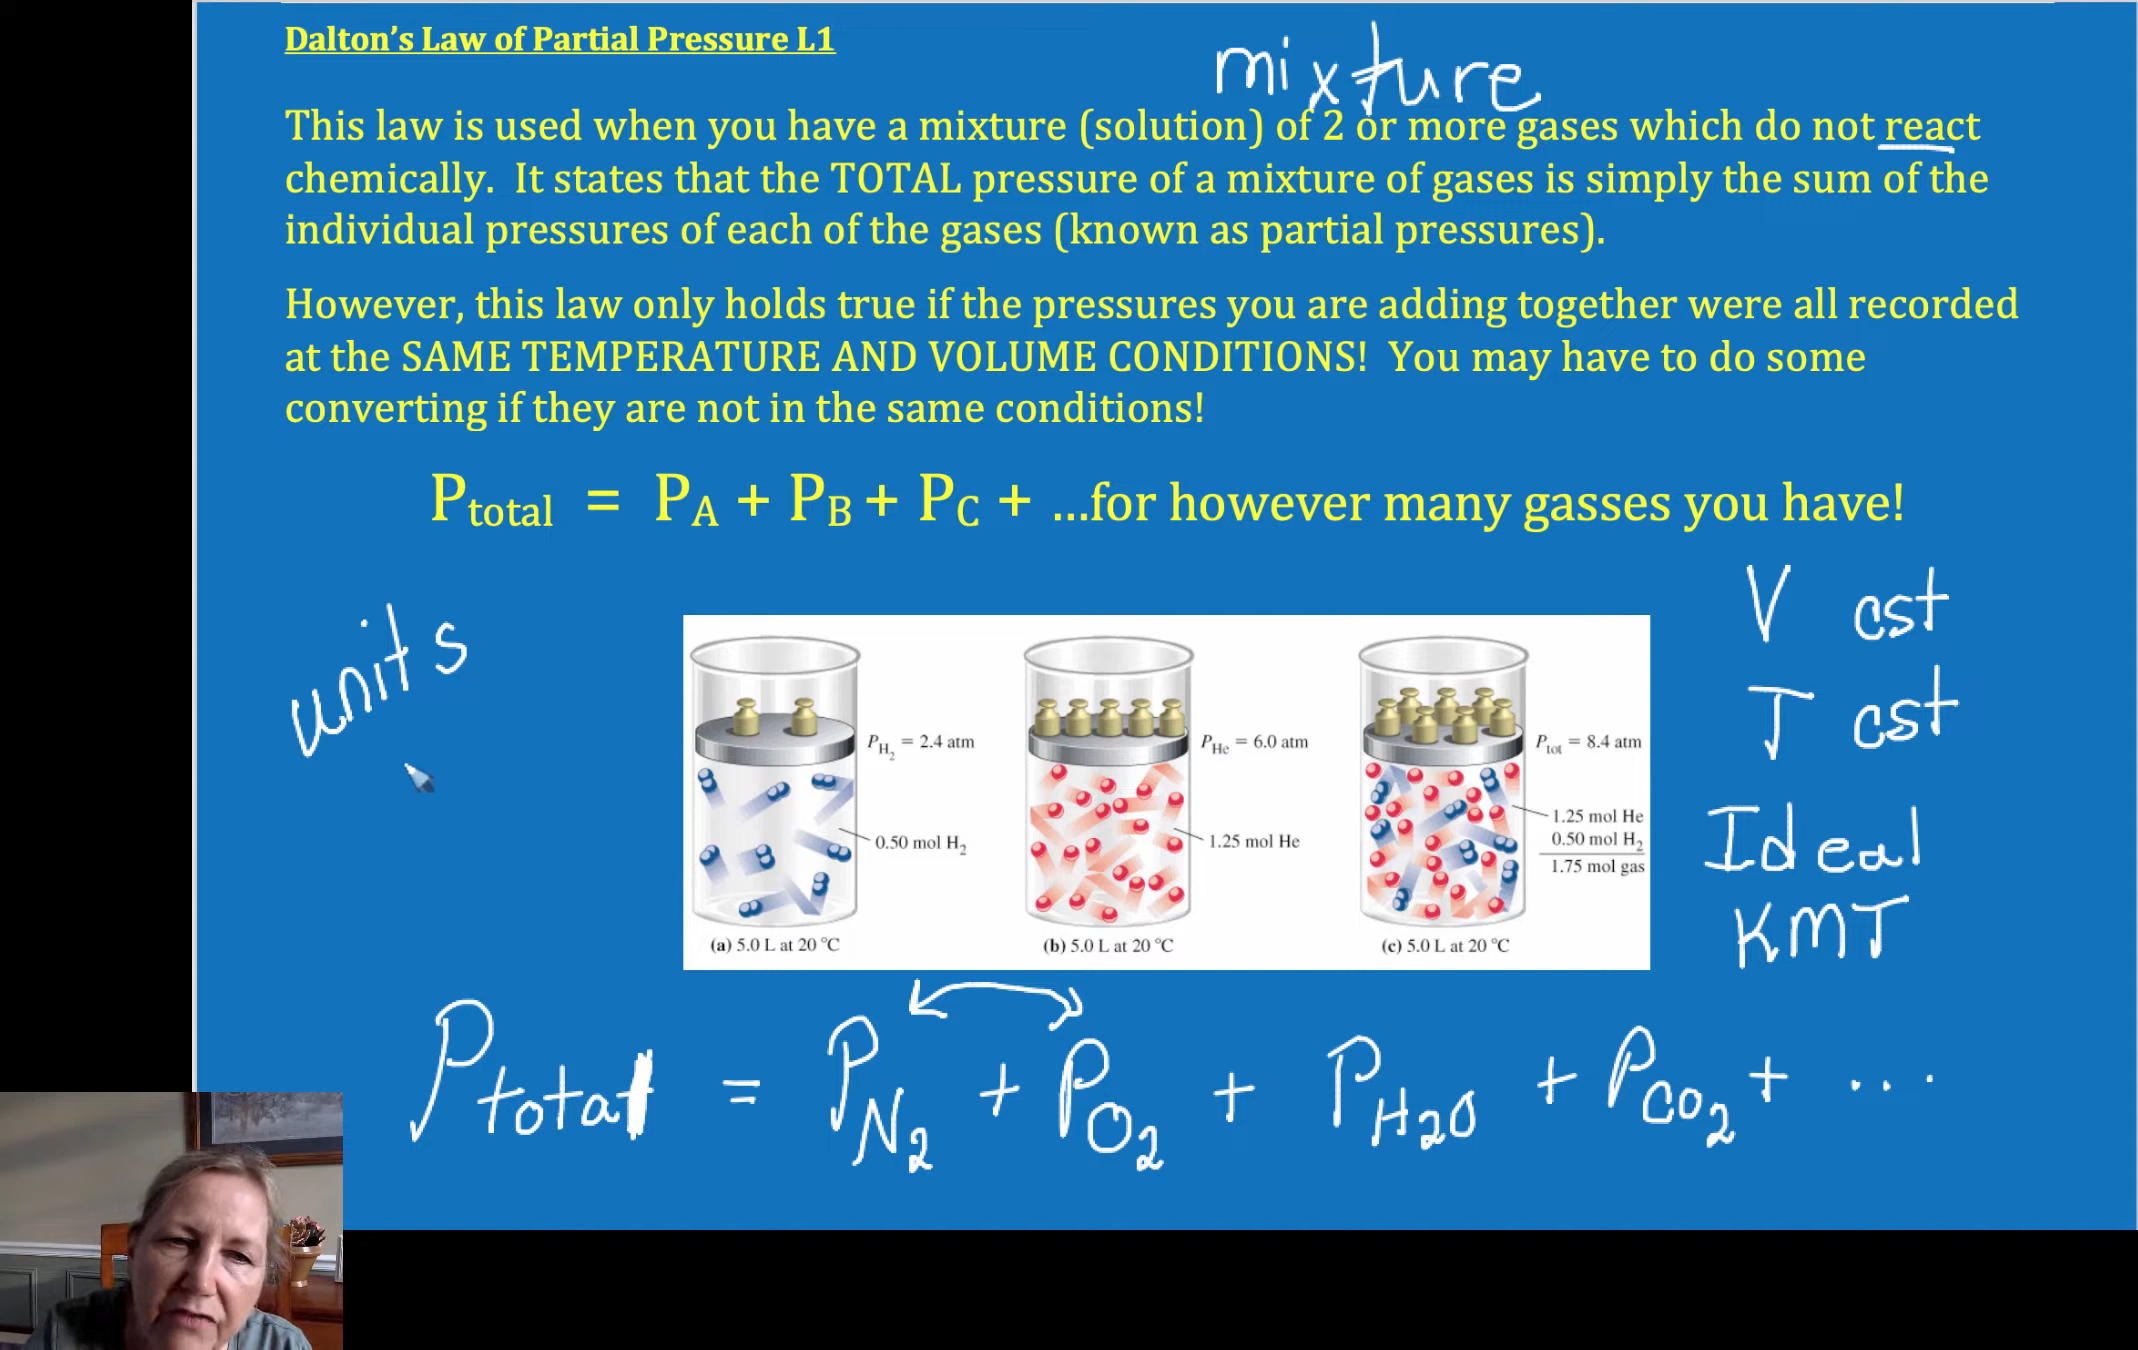 Dalton's Law of Partial Pressure L1
mixture
This law is used when you have a mixture (solution) of 2 or more gases which do not react
chemically.  It states that the TOTAL pressure of a mixture of gases is simply the sum of the
individual pressures of each of the gases (known as partial pressures).
However, this law only holds true if the pressures you are adding together were all recorded
at the SAME TEMPERATURE AND VOLUME CONDITIONS!  You may have to do some
converting if they are not in the same conditions!
Ptotal = PA + PB + PC + ...for however many gasses you have!
units
V cst
T cst
Ideal
KMT
PH2 = 2.4 atm
0.50 mol H2
(a) 5.0 L at 20 °C
PHe = 6.0 atm
1.25 mol He
(b) 5.0 L at 20 °C
Ptot = 8.4 atm
1.25 mol He
0.50 mol H2
1.75 mol gas
(c) 5.0 L at 20 °C
Ptotal = PN2 + PO2 + PH2O + PCO2 + ...